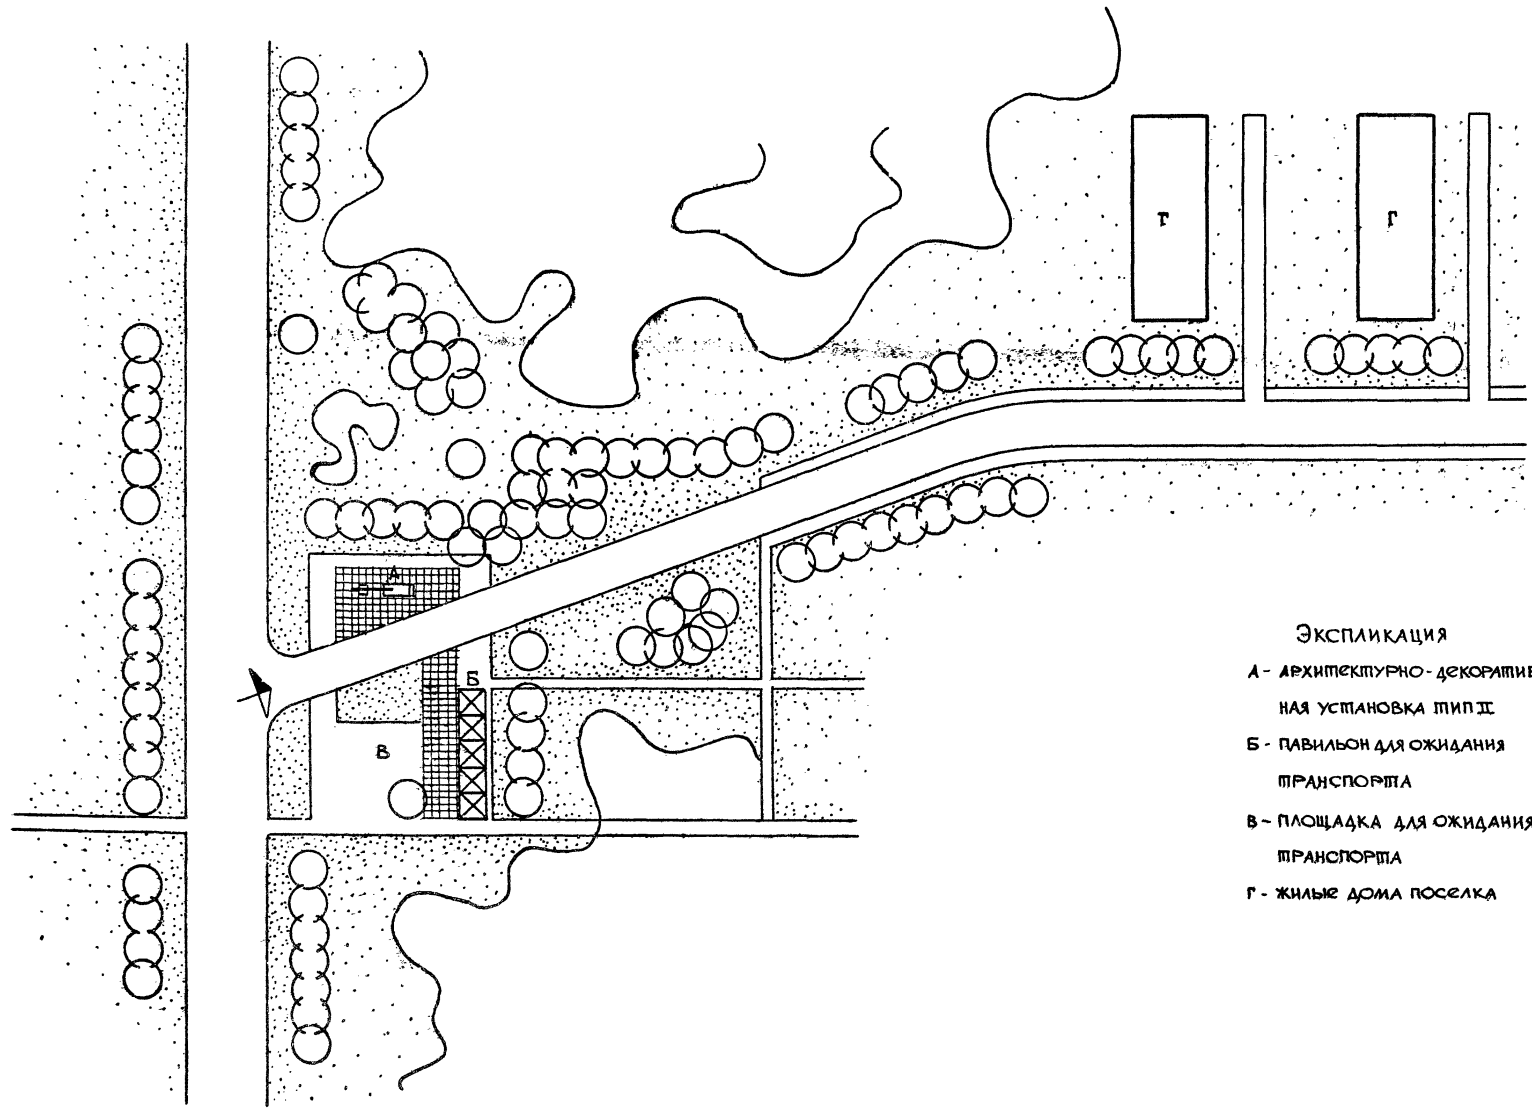 Г
Г
А
Б
В
Экспликация
А - АРХИТЕКТУРНО-ДЕКОРАТИВ
НАЯ УСТАНОВКА ТИП II
Б - ПАВИЛЬОН ДЛЯ ОЖИДАНИЯ
ТРАНСПОРТА
В - ПЛОЩАДКА ДЛЯ ОЖИДАНИЯ
ТРАНСПОРТА
Г - ЖИЛЫЕ ДОМА ПОСЕЛКА